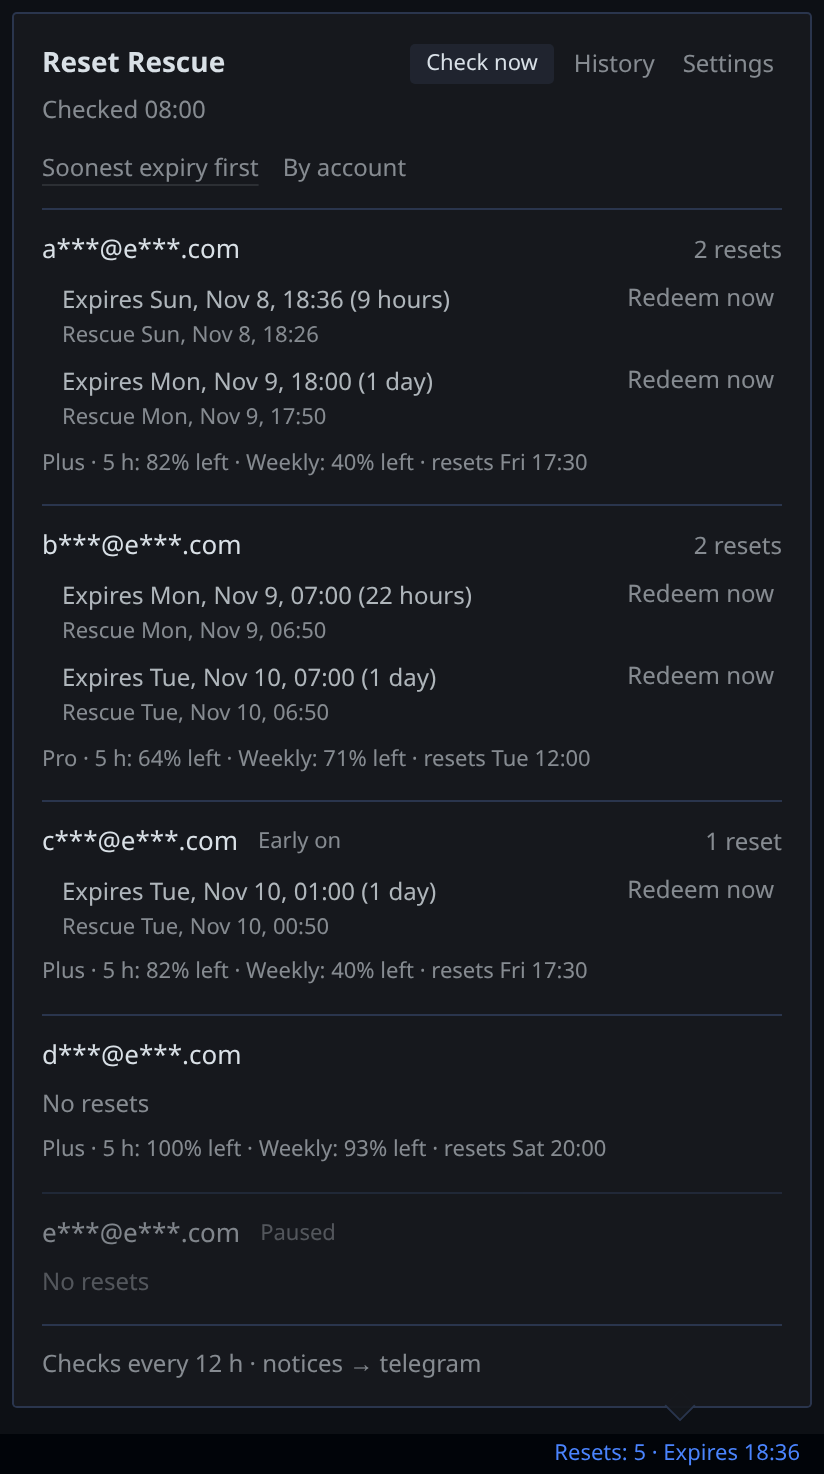 Reset Rescue
Check now
History
Settings
Checked 08:00
Soonest expiry first
By account
a***@e***.com
2 resets
Expires Sun, Nov 8, 18:36 (9 hours)
Redeem now
Rescue Sun, Nov 8, 18:26
Expires Mon, Nov 9, 18:00 (1 day)
Redeem now
Rescue Mon, Nov 9, 17:50
Plus · 5 h: 82% left · Weekly: 40% left · resets Fri 17:30
b***@e***.com
2 resets
Expires Mon, Nov 9, 07:00 (22 hours)
Redeem now
Rescue Mon, Nov 9, 06:50
Expires Tue, Nov 10, 07:00 (1 day)
Redeem now
Rescue Tue, Nov 10, 06:50
Pro · 5 h: 64% left · Weekly: 71% left · resets Tue 12:00
c***@e***.com
Early on
1 reset
Expires Tue, Nov 10, 01:00 (1 day)
Redeem now
Rescue Tue, Nov 10, 00:50
Plus · 5 h: 82% left · Weekly: 40% left · resets Fri 17:30
d***@e***.com
No resets
Plus · 5 h: 100% left · Weekly: 93% left · resets Sat 20:00
e***@e***.com
Paused
No resets
Checks every 12 h · notices → telegram
Resets: 5 · Expires 18:36